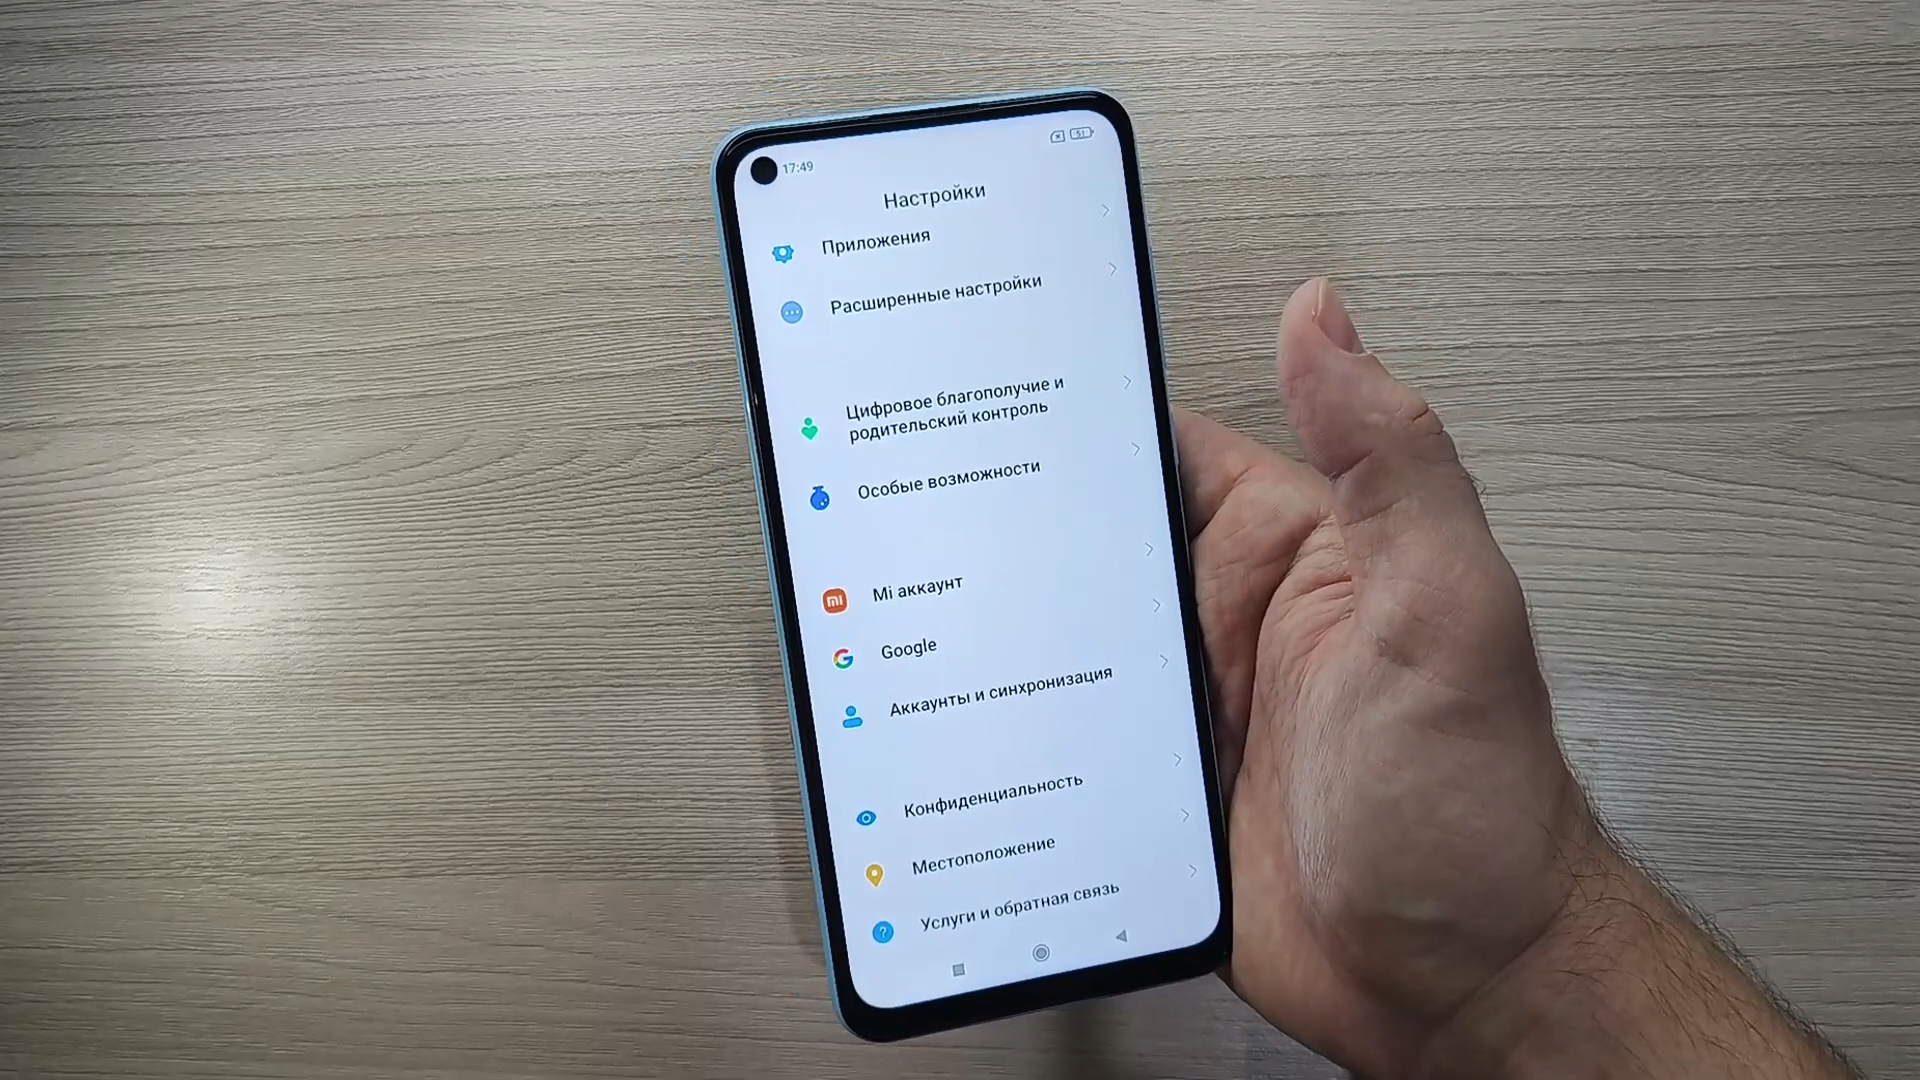 17:49
51
Настройки
Приложения
Расширенные настройки
Цифровое благополучие и
родительский контроль
Особые возможности
Mi аккаунт
Google
Аккаунты и синхронизация
Конфиденциальность
Местоположение
Услуги и обратная связь